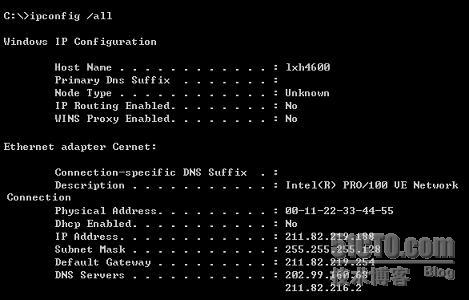 C:\>ipconfig /all
Windows IP Configuration
Host Name . . . . . . . . . . . . : lxh4600
Primary Dns Suffix . . . . . . . :
Node Type . . . . . . . . . . . . : Unknown
IP Routing Enabled. . . . . . . . : No
WINS Proxy Enabled. . . . . . . . : No
Ethernet adapter Cernet:
Connection-specific DNS Suffix . :
Description . . . . . . . . . . . : Intel(R) PRO/100 VE Network
Connection
Physical Address. . . . . . . . . : 00-11-22-33-44-55
Dhcp Enabled. . . . . . . . . . . : No
IP Address. . . . . . . . . . . . : 211.82.219.188
Subnet Mask . . . . . . . . . . . : 255.255.255.128
Default Gateway . . . . . . . . . : 211.82.219.254
DNS Servers . . . . . . . . . . . : 202.99.160.68
211.82.216.2
51CTO.com
技术博客 Blog